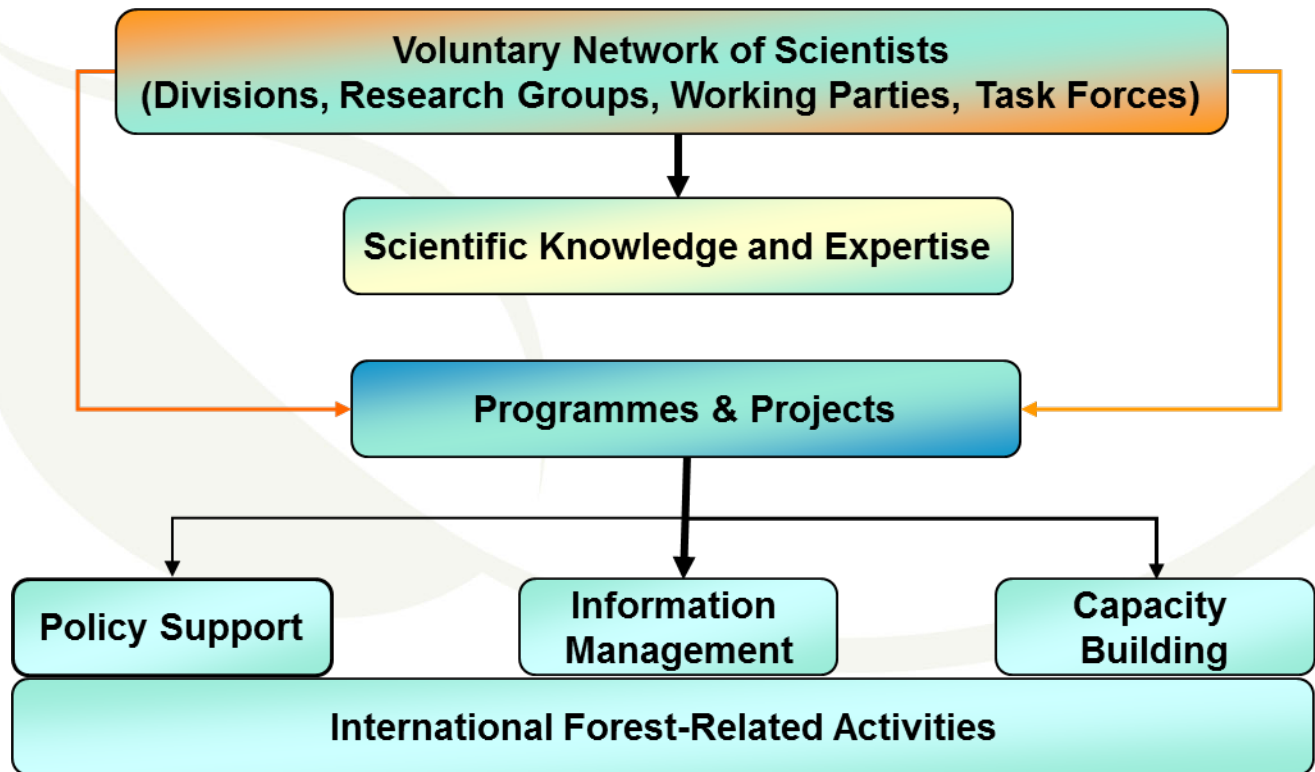 Voluntary Network of Scientists
(Divisions, Research Groups, Working Parties, Task Forces)
Scientific Knowledge and Expertise
Programmes & Projects
Policy Support
Information
Management
Capacity
Building
International Forest-Related Activities